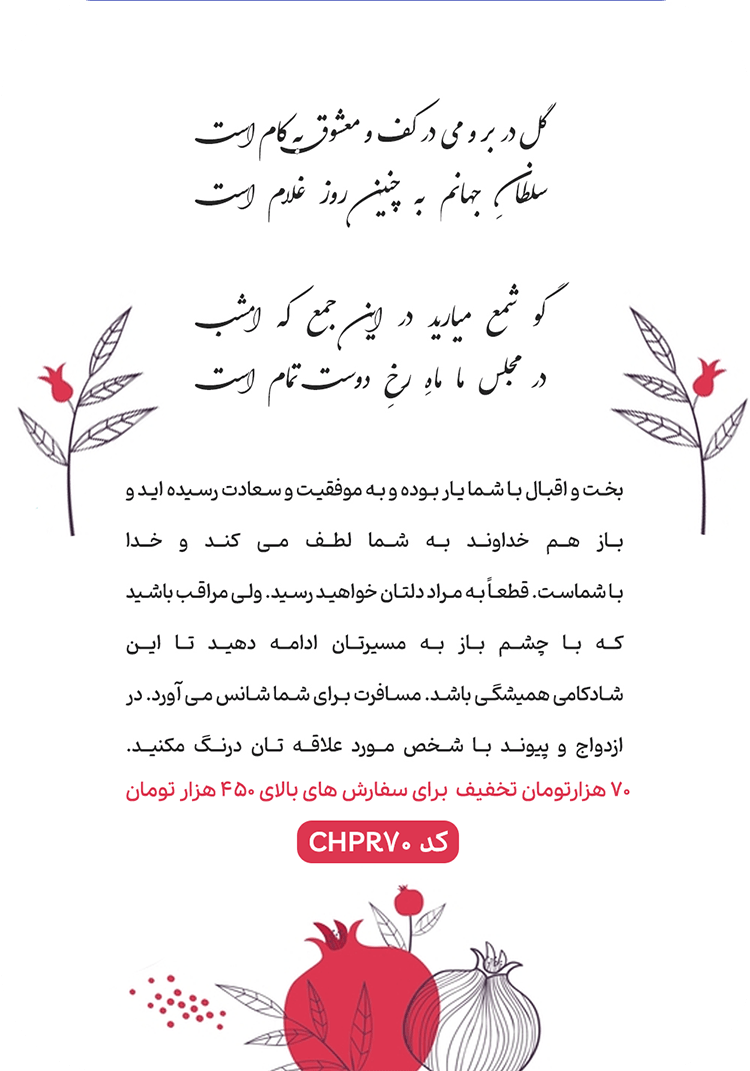 گل در بر و می در کف و معشوق به کام است
سلطانِ جهانم به چنین روز غلام است
گو شمع میارید در این جمع که امشب
در مجلس ما ماهِ رخِ دوست تمام است
بخت و اقبال با شما یار بوده و به موفقیت و سعادت رسیده اید و
باز هم خداوند به شما لطف می کند و خدا
با شماست. قطعاً به مراد دلتان خواهید رسید. ولی مراقب باشید
که با چشم باز به مسیرتان ادامه دهید تا این
شادکامی همیشگی باشد. مسافرت برای شما شانس می آورد. در
ازدواج و پیوند با شخص مورد علاقه تان درنگ مکنید.
۷۰ هزارتومان تخفیف برای سفارش های بالای ۴۵۰ هزار تومان
کد CHPR۷۰